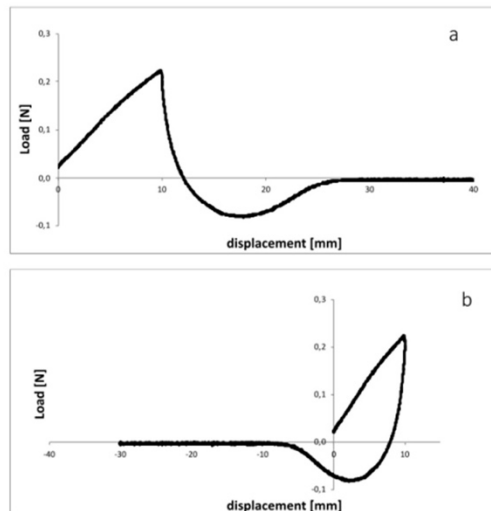 a
0,3
0,2
0,1
0,0
-0,1
0 10 20 30 40
Load [N]
displacement [mm]
b
0,3
0,2
0,1
0,0
-0,1
-40 -30 -20 -10 0 10
Load [N]
displacement [mm]